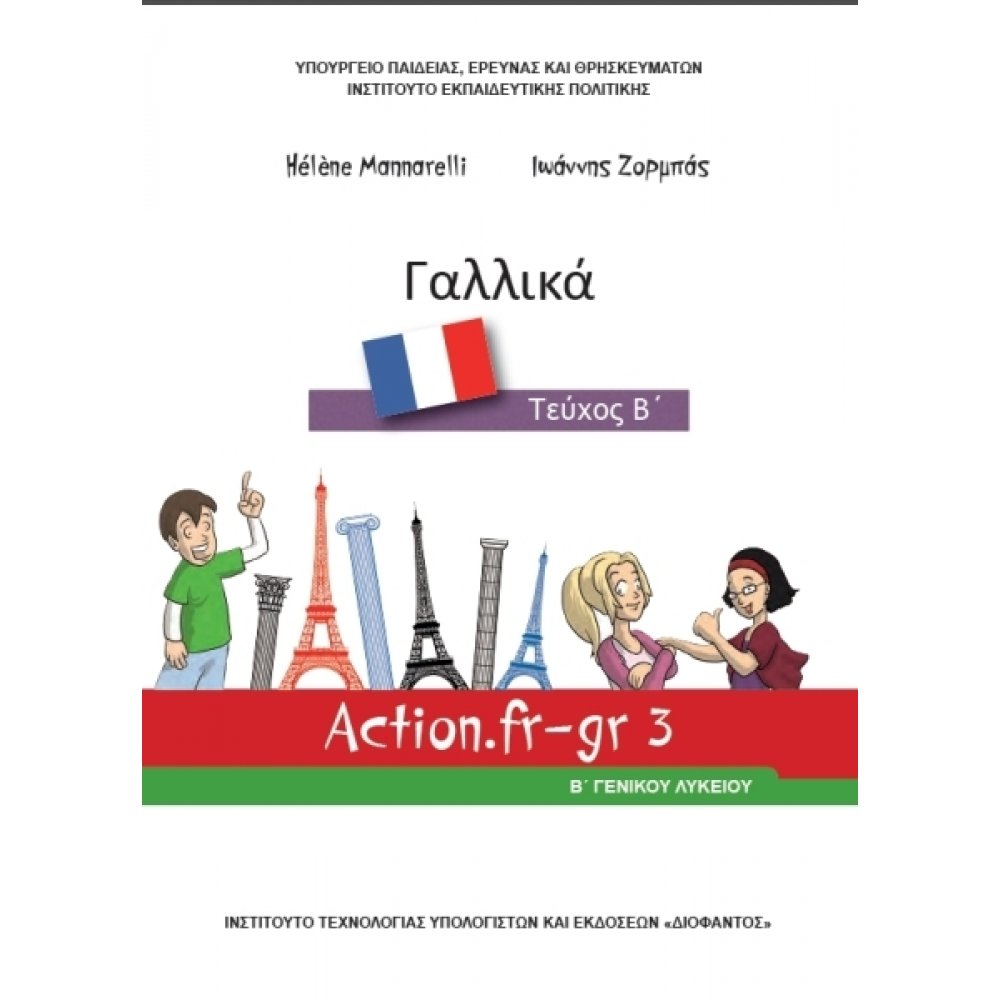 ΥΠΟΥΡΓΕΙΟ ΠΑΙΔΕΙΑΣ, ΕΡΕΥΝΑΣ ΚΑΙ ΘΡΗΣΚΕΥΜΑΤΩΝ
ΙΝΣΤΙΤΟΥΤΟ ΕΚΠΑΙΔΕΥΤΙΚΗΣ ΠΟΛΙΤΙΚΗΣ
Hélène Mannarelli Ιωάννης Ζορμπάς
Γαλλικά
Τεύχος Β΄
Action.fr-gr 3
Β΄ ΓΕΝΙΚΟΥ ΛΥΚΕΙΟΥ
ΙΝΣΤΙΤΟΥΤΟ ΤΕΧΝΟΛΟΓΙΑΣ ΥΠΟΛΟΓΙΣΤΩΝ ΚΑΙ ΕΚΔΟΣΕΩΝ «ΔΙΟΦΑΝΤΟΣ»